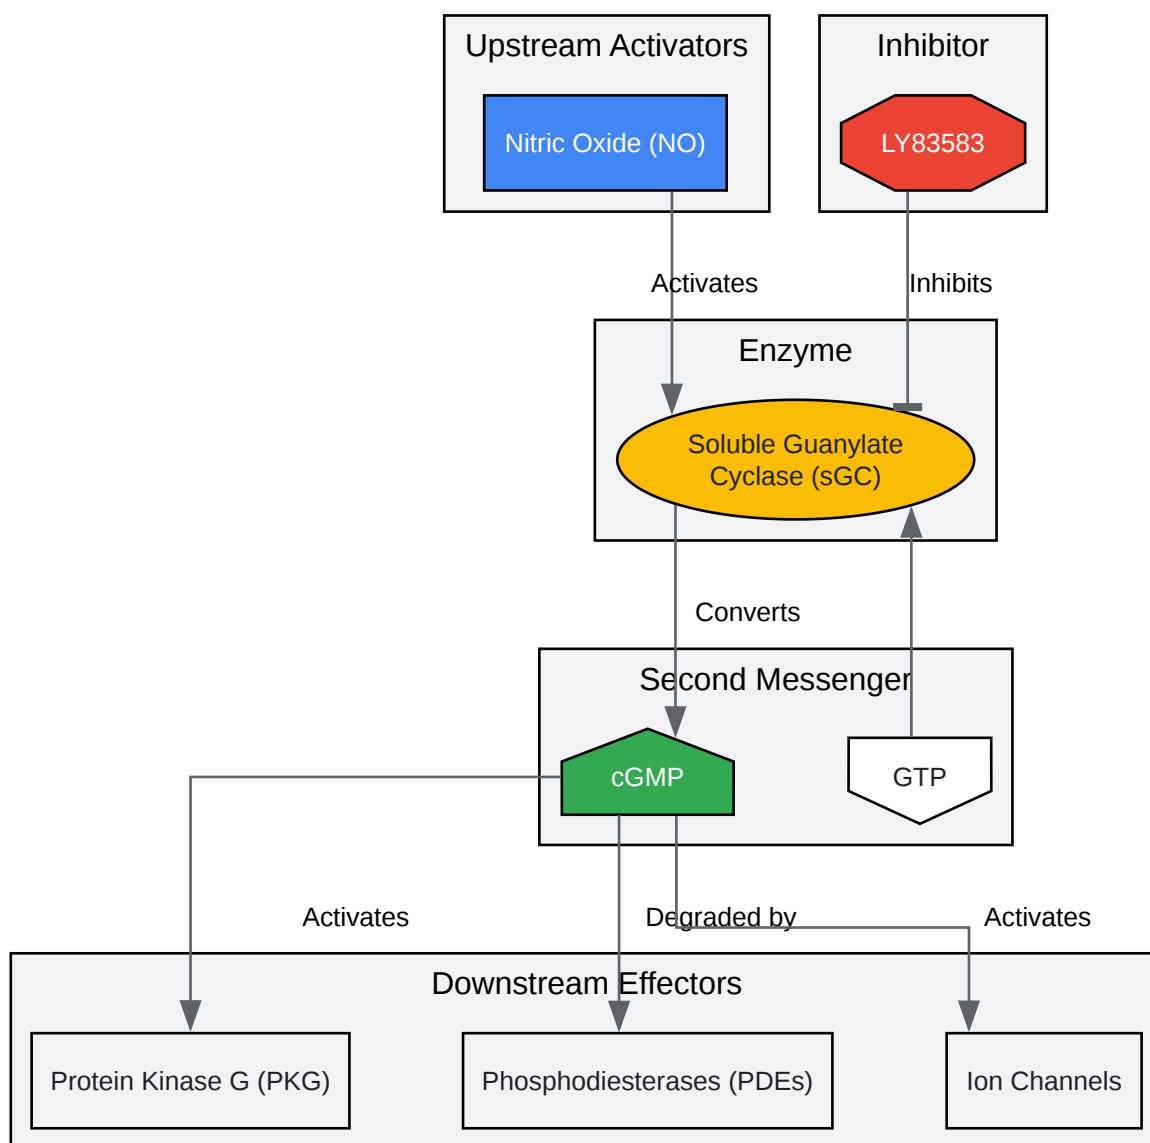 Upstream Activators
Inhibitor
Nitric Oxide (NO)
LY83583
Activates
Inhibits
Enzyme
Soluble Guanylate
Cyclase (sGC)
Converts
Second Messenger
cGMP
GTP
Activates
Degraded by
Activates
Downstream Effectors
Protein Kinase G (PKG)
Phosphodiesterases (PDEs)
Ion Channels